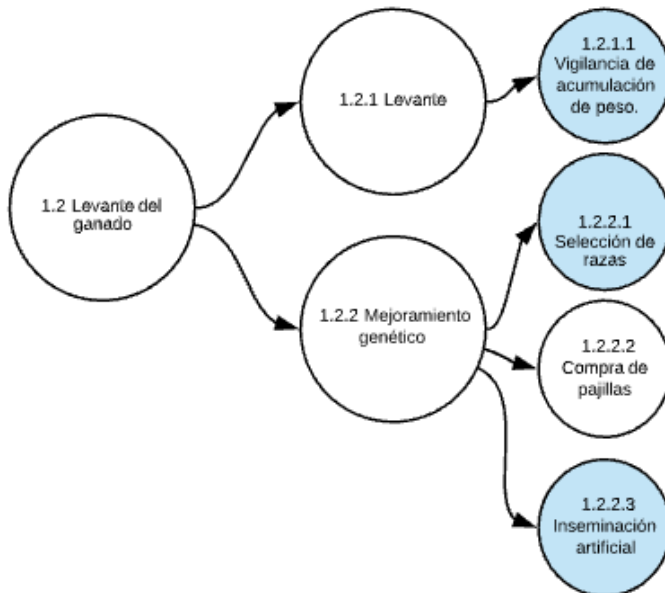 1.2 Levante del
ganado
1.2.1 Levante
1.2.1.1
Vigilancia de
acumulación
de peso.
1.2.2 Mejoramiento
genético
1.2.2.1
Selección de
razas
1.2.2.2
Compra de
pajillas
1.2.2.3
Inseminación
artificial